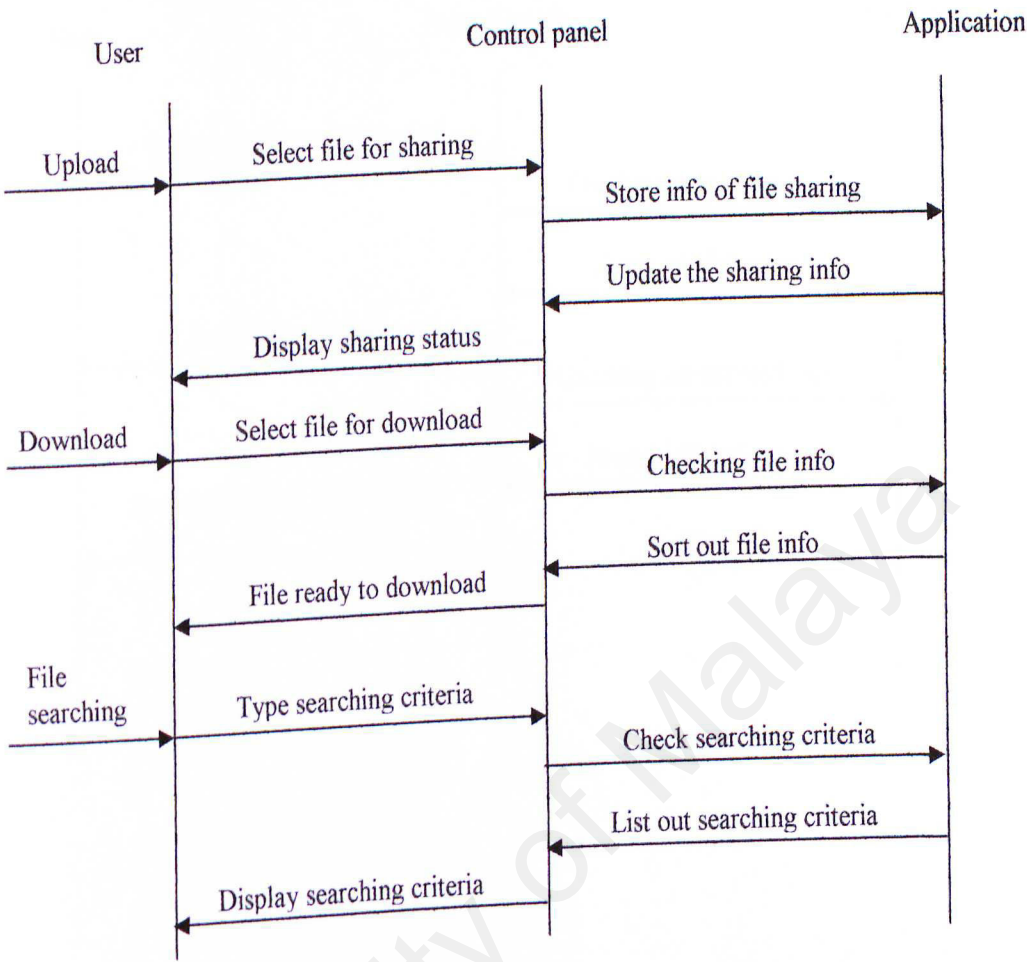 User
Control panel
Application
Upload
Select file for sharing
Store info of file sharing
Update the sharing info
Display sharing status
Download
Select file for download
Checking file info
Sort out file info
File ready to download
File
searching
Type searching criteria
Check searching criteria
List out searching criteria
Display searching criteria
of Malaya